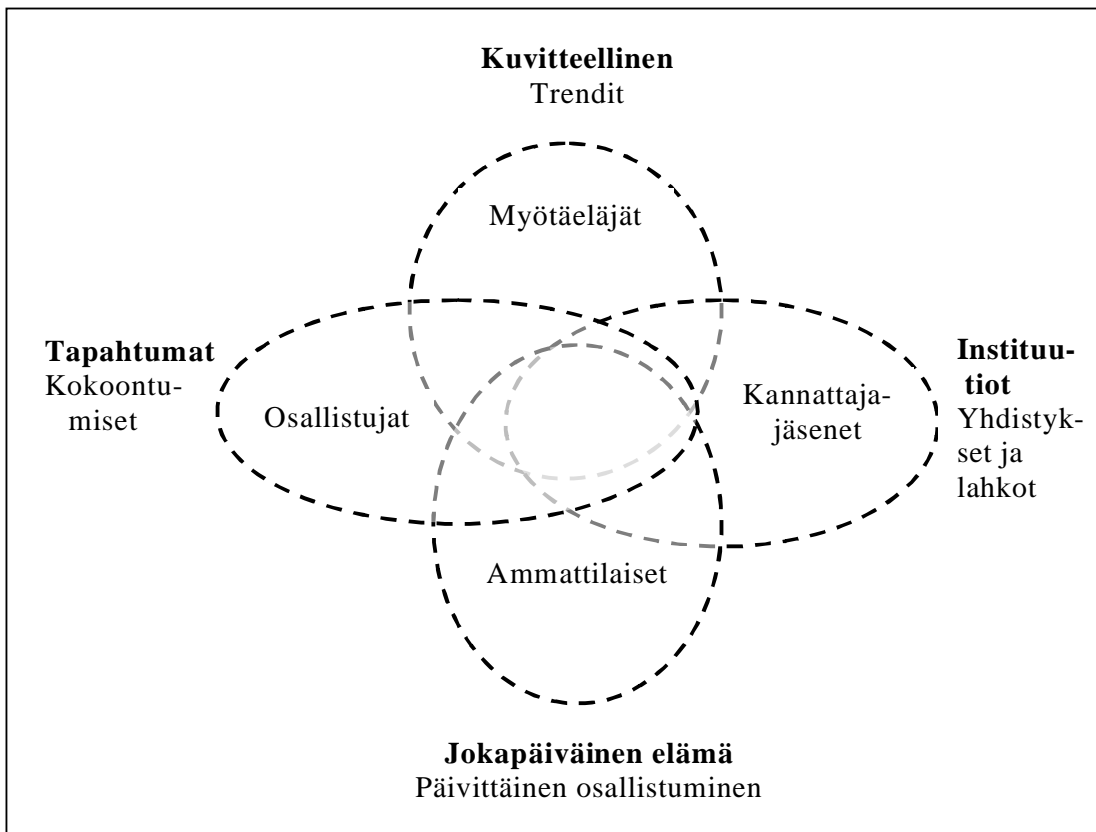 Kuvitteellinen
Trendit
Myötäeläjät
Tapahtumat
Kokoontu-
miset
Osallistujat
Kannattaja-
jäsenet
Instituu-
tiot
Yhdistyk-
set ja
lahkot
Ammattilaiset
Jokapäiväinen elämä
Päivittäinen osallistuminen